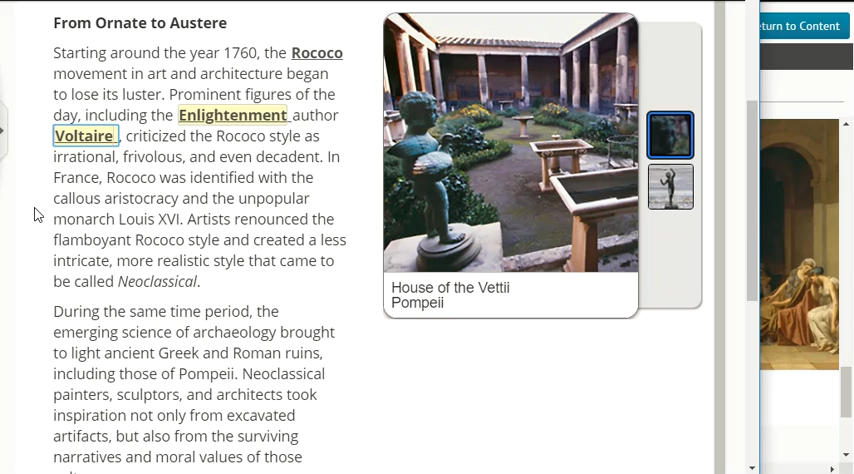 From Ornate to Austere
Starting around the year 1760, the Rococo
movement in art and architecture began
to lose its luster. Prominent figures of the
day, including the Enlightenment author
Voltaire , criticized the Rococo style as
irrational, frivolous, and even decadent. In
France, Rococo was identified with the
callous aristocracy and the unpopular
monarch Louis XVI. Artists renounced the
flamboyant Rococo style and created a less
intricate, more realistic style that came to
be called Neoclassical.
During the same time period, the
emerging science of archaeology brought
to light ancient Greek and Roman ruins,
including those of Pompeii. Neoclassical
painters, sculptors, and architects took
inspiration not only from excavated
artifacts, but also from the surviving
narratives and moral values of those
House of the Vettii
Pompeii
eturn to Content